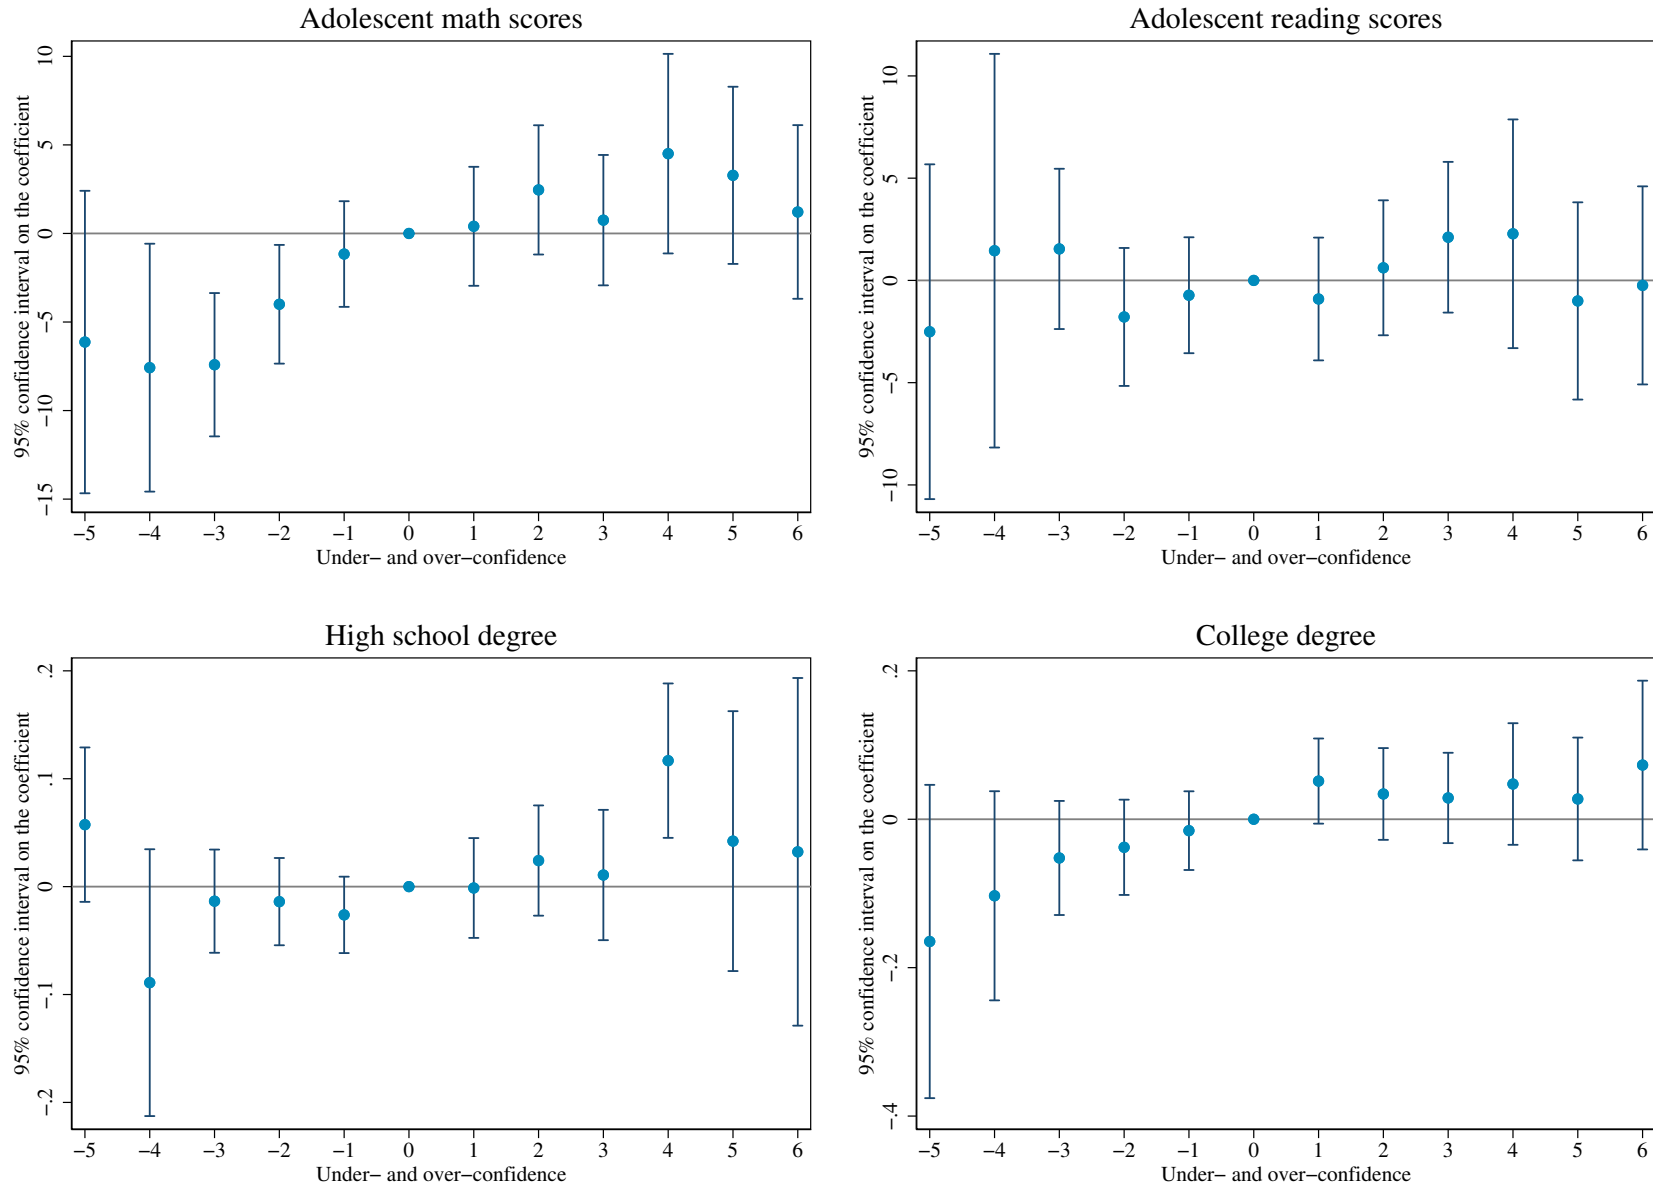 Adolescent math scores
95% confidence interval on the coefficient
10
5
0
−5
−10
−15
−5 −4 −3 −2 −1 0 1 2 3 4 5 6
Under− and over−confidence
Adolescent reading scores
95% confidence interval on the coefficient
10
5
0
−5
−10
−5 −4 −3 −2 −1 0 1 2 3 4 5 6
Under− and over−confidence
High school degree
95% confidence interval on the coefficient
.2
.1
0
−.1
−.2
−5 −4 −3 −2 −1 0 1 2 3 4 5 6
Under− and over−confidence
College degree
95% confidence interval on the coefficient
.2
0
−.2
−.4
−5 −4 −3 −2 −1 0 1 2 3 4 5 6
Under− and over−confidence